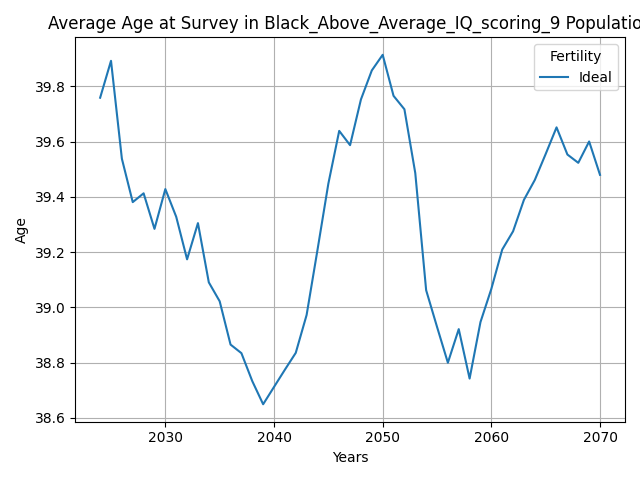 Average Age at Survey in Black_Above_Average_IQ_scoring_9 Populatio
Fertility
Ideal
39.8
39.6
39.4
39.2
39.0
38.8
38.6
Age
2030 2040 2050 2060 2070
Years